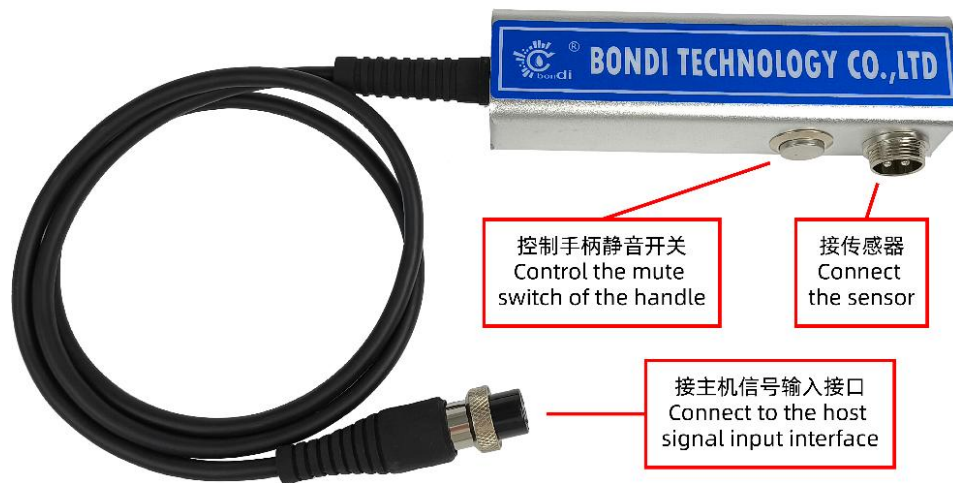 bondi
®
BONDI TECHNOLOGY CO.,LTD
控制手柄静音开关
Control the mute
switch of the handle
接传感器
Connect
the sensor
接主机信号输入接口
Connect to the host
signal input interface